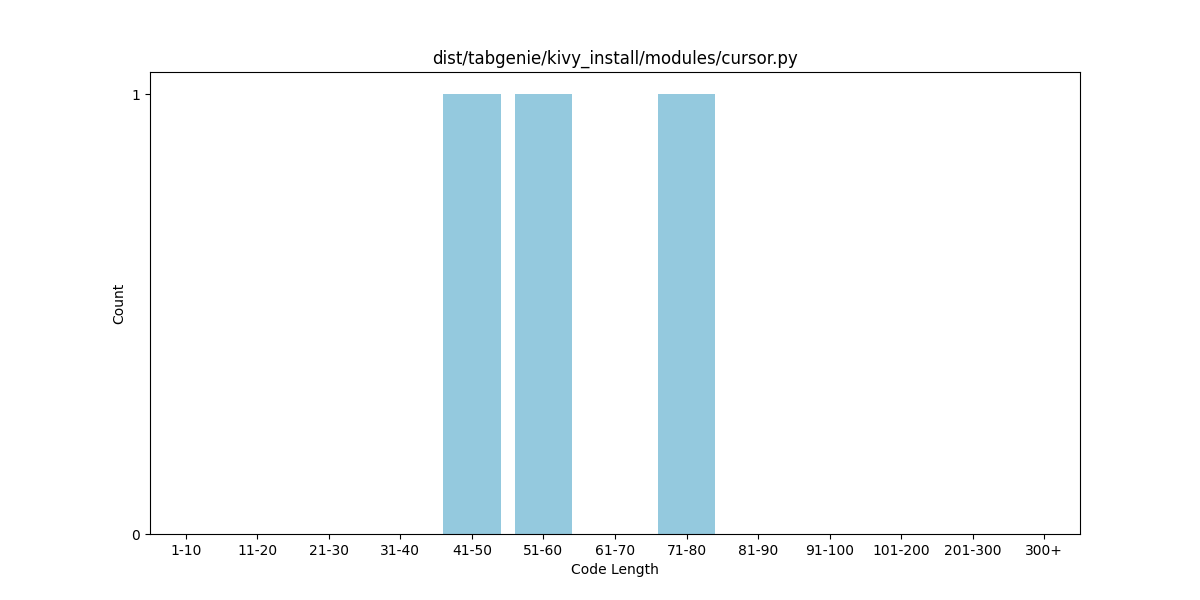 dist/tabgenie/kivy_install/modules/cursor.py
1
Count
0
1-10 11-20 21-30 31-40 41-50 51-60 61-70 71-80 81-90 91-100 101-200 201-300 300+
Code Length